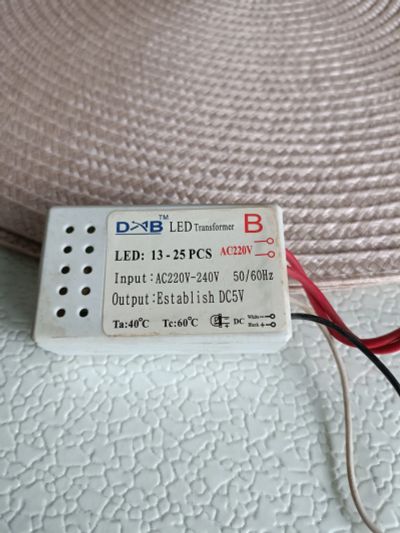 DXB™ LED Transformer B
LED: 13-25 PCS AC220V
Input:AC220V-240V 50/60Hz
Output:Establish DC5V
Ta:40℃ Tc:60℃ DC White - Black +